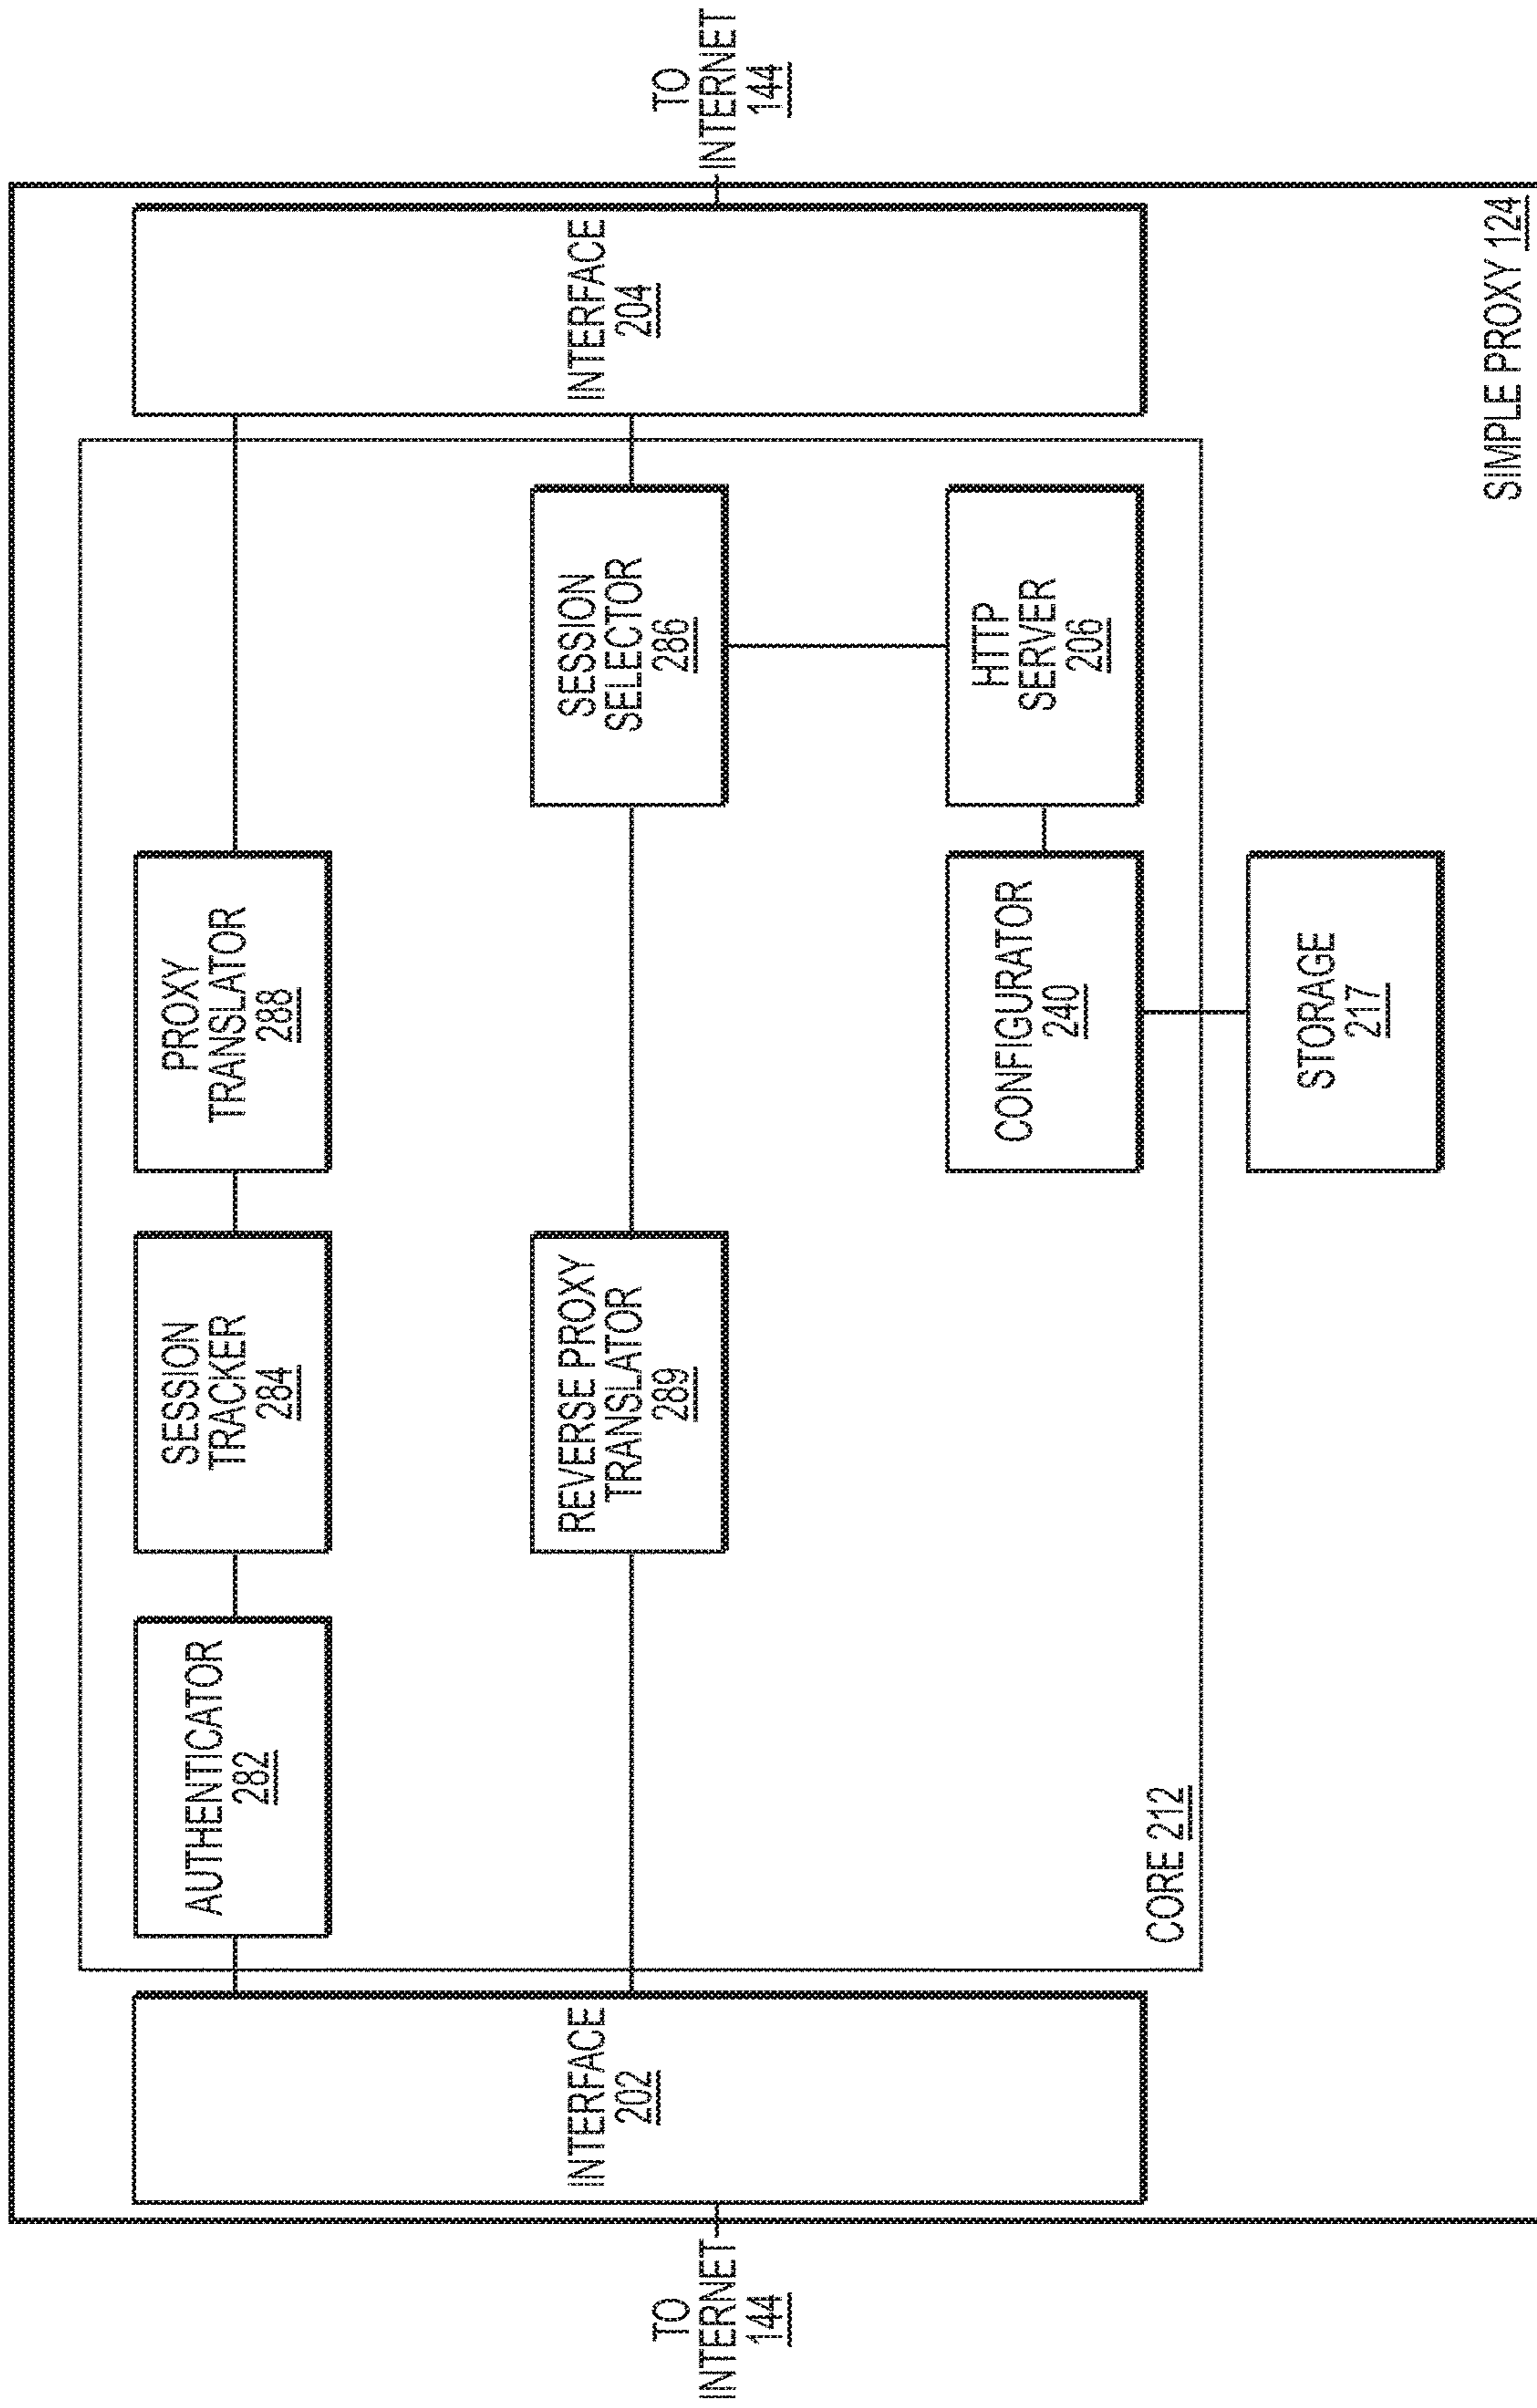 TO
INTERNET
144
INTERFACE
202
AUTHENTICATOR
282
SESSION
TRACKER
284
PROXY
TRANSLATOR
288
REVERSE PROXY
TRANSLATOR
289
SESSION
SELECTOR
286
CONFIGURATOR
240
HTTP
SERVER
206
CORE 212
STORAGE
217
INTERFACE
204
TO
INTERNET
144
SIMPLE PROXY 124